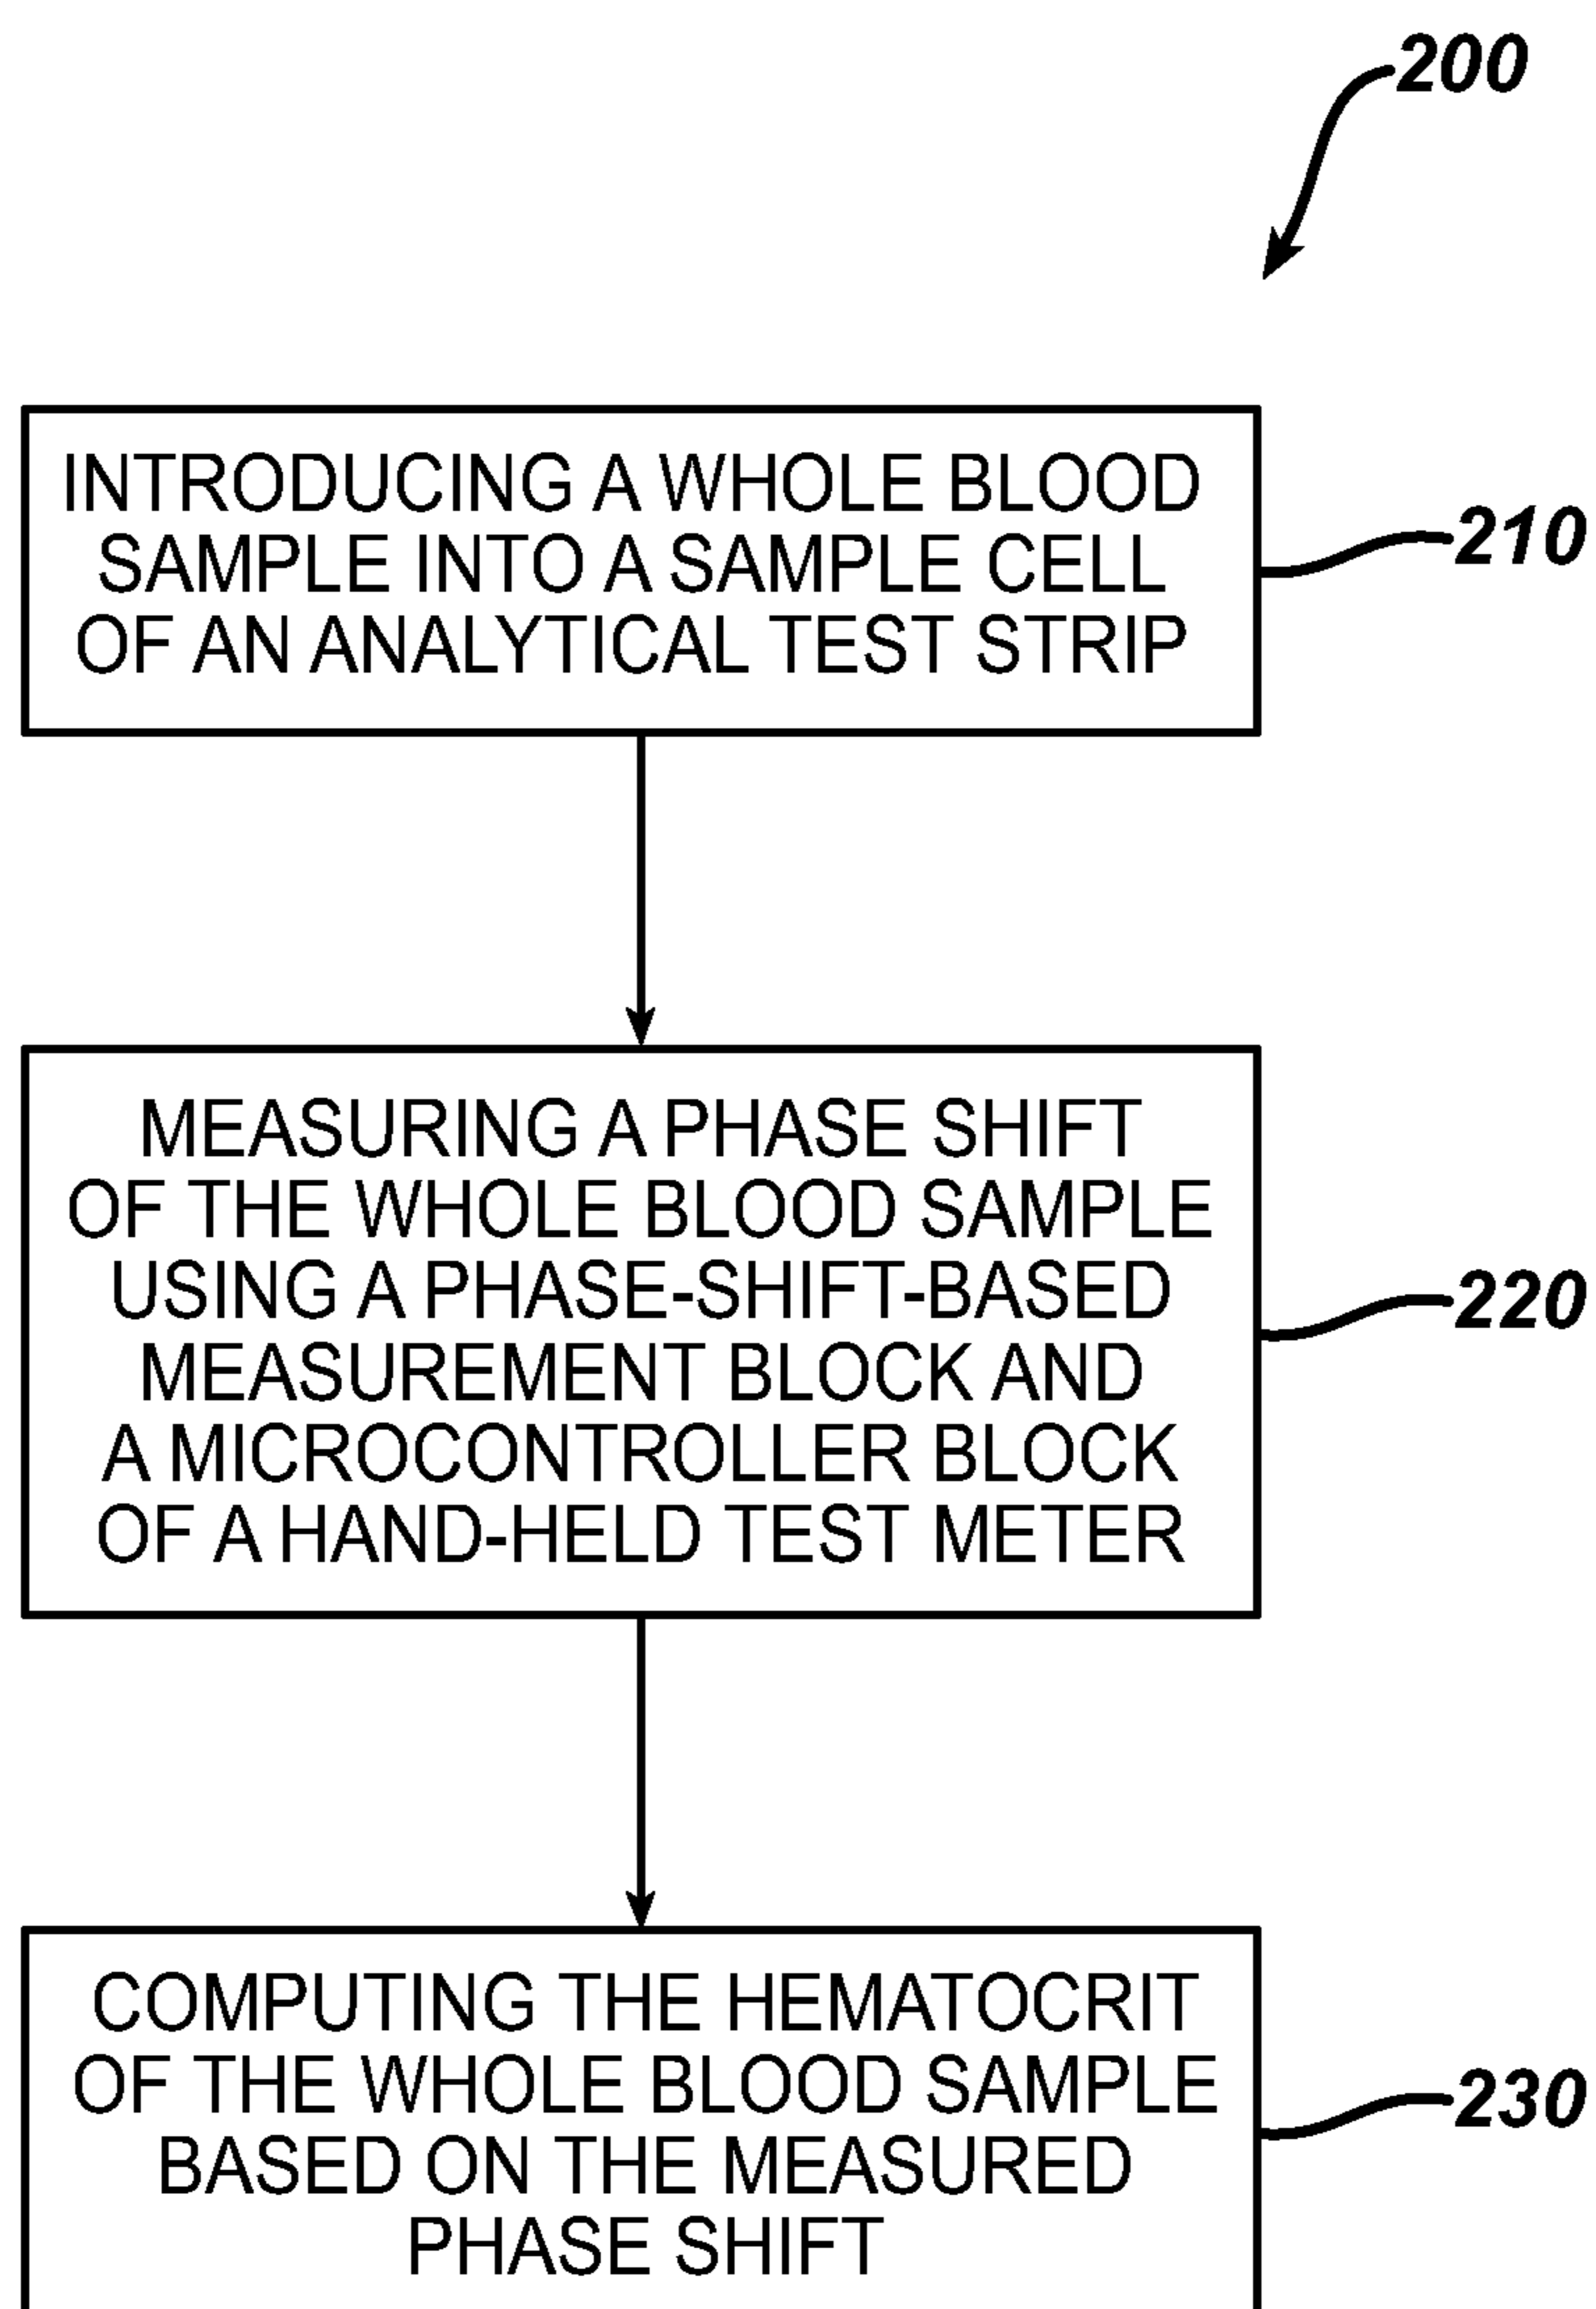 200
INTRODUCING A WHOLE BLOOD
SAMPLE INTO A SAMPLE CELL
OF AN ANALYTICAL TEST STRIP
210
MEASURING A PHASE SHIFT
OF THE WHOLE BLOOD SAMPLE
USING A PHASE-SHIFT-BASED
MEASUREMENT BLOCK AND
A MICROCONTROLLER BLOCK
OF A HAND-HELD TEST METER
220
COMPUTING THE HEMATOCRIT
OF THE WHOLE BLOOD SAMPLE
BASED ON THE MEASURED
PHASE SHIFT
230